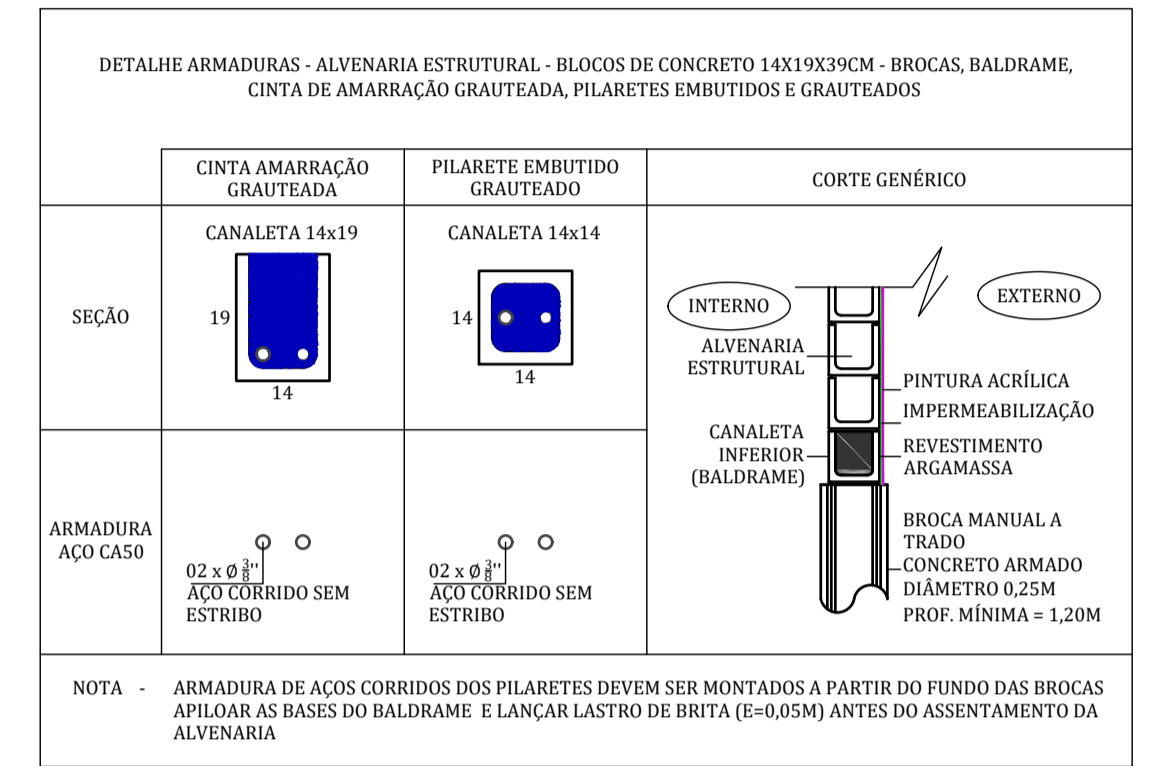 DETALHE ARMADURAS - ALVENARIA ESTRUTURAL - BLOCOS DE CONCRETO 14X19X39CM - BROCAS, BALDRAME,
CINTA DE AMARRAÇÃO GRAUTEADA, PILARETES EMBUTIDOS E GRAUTEADOS
CINTA AMARRAÇÃO
GRAUTEADA
PILARETE EMBUTIDO
GRAUTEADO
CORTE GENÉRICO
SEÇÃO
CANALETA 14x19
19
14
CANALETA 14x14
14
14
INTERNO
EXTERNO
ALVENARIA
ESTRUTURAL
CANALETA
INFERIOR
(BALDRAME)
PINTURA ACRÍLICA
IMPERMEABILIZAÇÃO
REVESTIMENTO
ARGAMASSA
BROCA MANUAL A
TRADO
CONCRETO ARMADO
DIÂMETRO 0,25M
PROF. MÍNIMA = 1,20M
ARMADURA
AÇO CA50
02 x Ø 3/8"
AÇO CORRIDO SEM
ESTRIBO
02 x Ø 3/8"
AÇO CORRIDO SEM
ESTRIBO
NOTA - ARMADURA DE AÇOS CORRIDOS DOS PILARETES DEVEM SER MONTADOS A PARTIR DO FUNDO DAS BROCAS
APILOAR AS BASES DO BALDRAME E LANÇAR LASTRO DE BRITA (E=0,05M) ANTES DO ASSENTAMENTO DA
ALVENARIA